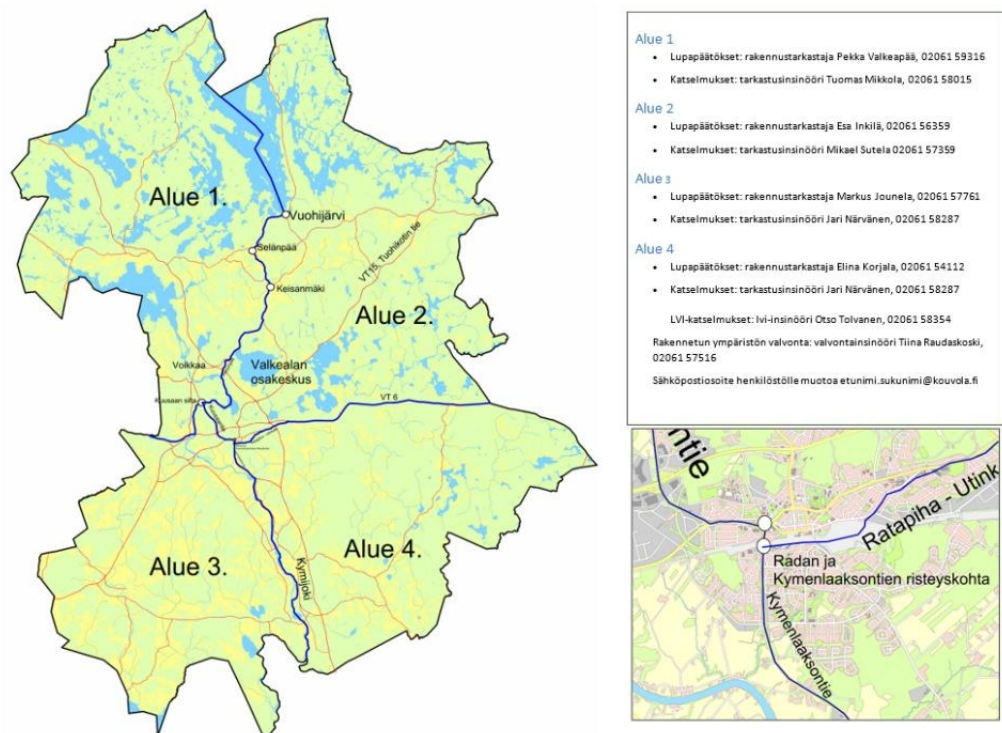 Alue 1.
Vuohijärvi
Selänpää
VT15, Tuohikotin tie
Keisanmäki
Alue 2.
Voikkaa
Valkealan
osakeskus
Kuusaan silta
VT 6
Alue 3.
Alue 4.
Kymijoki
Alue 1
• Lupapäätökset: rakennustarkastaja Pekka Valkeapää, 02061 59316
• Katselmukset: tarkastusinsinööri Tuomas Mikkola, 02061 58015
Alue 2
• Lupapäätökset: rakennustarkastaja Esa Inkilä, 02061 56359
• Katselmukset: tarkastusinsinööri Mikael Sutela 02061 57359
Alue 3
• Lupapäätökset: rakennustarkastaja Markus Jounela, 02061 57761
• Katselmukset: tarkastusinsinööri Jari Närvänen, 02061 58287
Alue 4
• Lupapäätökset: rakennustarkastaja Elina Korjala, 02061 54112
• Katselmukset: tarkastusinsinööri Jari Närvänen, 02061 58287
LVI-katselmukset: lvi-insinööri Otso Tolvanen, 02061 58354
Rakennetun ympäristön valvonta: valvontainsinööri Tiina Raudaskoski,
02061 57516
Sähköpostiosoite henkilöstölle muotoa etunimi.sukunimi@kouvola.fi
ntie
Ratapiha - Utink
Radan ja
Kymenlaaksontien risteyskohta
Kymenlaaksontie